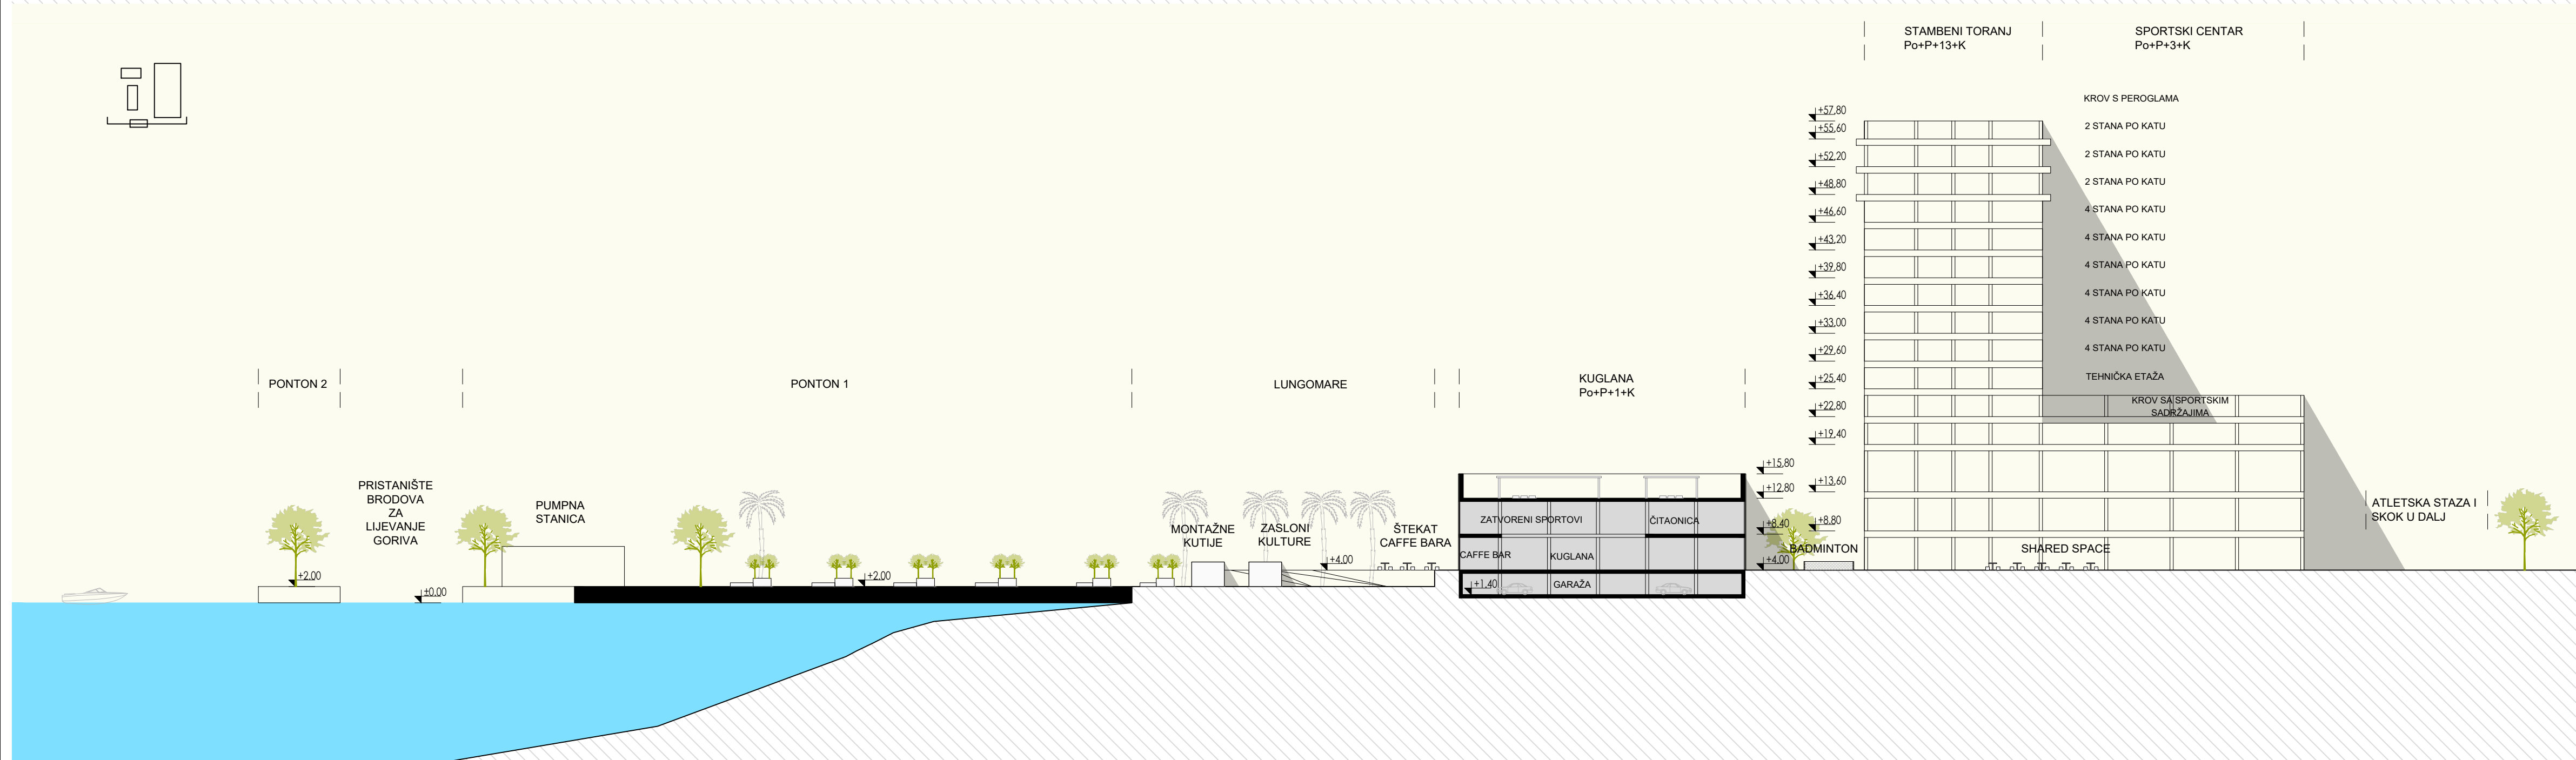 STAMBENI TORANJ
Po+P+13+K
SPORTSKI CENTAR
Po+P+3+K
KROV S PEROGLAMA
+57,80
2 STANA PO KATU
+55,60
2 STANA PO KATU
+52,20
2 STANA PO KATU
+48,80
4 STANA PO KATU
+46,60
4 STANA PO KATU
+43,20
4 STANA PO KATU
+39,80
4 STANA PO KATU
+36,40
4 STANA PO KATU
+33,00
4 STANA PO KATU
+29,60
TEHNIČKA ETAŽA
+25,40
KROV SA SPORTSKIM
SADRŽAJIMA
+22,80
+19,40
+13,60
+8,80
PONTON 2
PONTON 1
LUNGOMARE
KUGLANA
Po+P+1+K
PRISTANIŠTE
BRODOVA
ZA
LIJEVANJE
GORIVA
PUMPNA
STANICA
MONTAŽNE
KUTIJE
ZASLONI
KULTURE
ŠTEKAT
CAFFE BARA
+15,80
+12,80
ZATVORENI SPORTOVI
ČITAONICA
+8,40
CAFFE BAR
KUGLANA
+4,00
+4,00
GARAŽA
+1,40
+2,00
±0,00
+2,00
BADMINTON
SHARED SPACE
ATLETSKA STAZA I
SKOK U DALJ